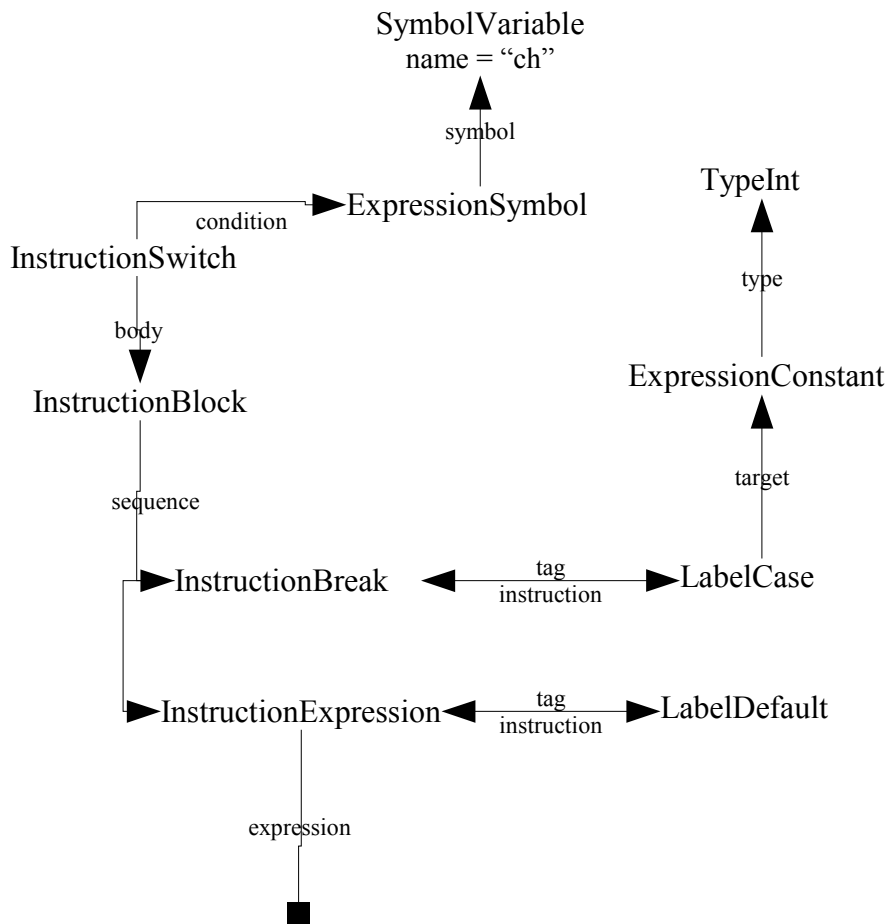 SymbolVariable
name = “ch”
symbol
TypeInt
ExpressionSymbol
condition
InstructionSwitch
type
body
ExpressionConstant
InstructionBlock
target
sequence
tag
InstructionBreak
LabelCase
instruction
tag
InstructionExpression
LabelDefault
instruction
expression